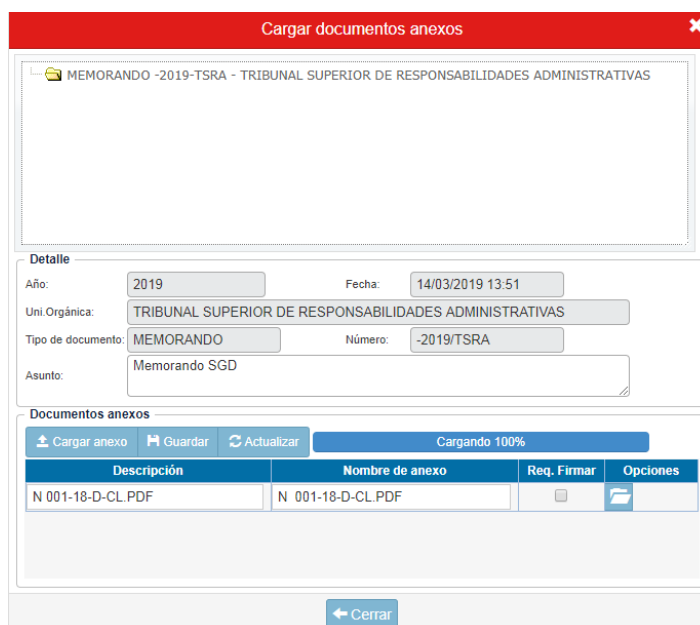 Cargar documentos anexos
MEMORANDO -2019-TSRA - TRIBUNAL SUPERIOR DE RESPONSABILIDADES ADMINISTRATIVAS
Detalle
Año: 2019 Fecha: 14/03/2019 13:51
Uni.Orgánica: TRIBUNAL SUPERIOR DE RESPONSABILIDADES ADMINISTRATIVAS
Tipo de documento: MEMORANDO Número: -2019/TSRA
Asunto: Memorando SGD
Documentos anexos
Cargar anexo Guardar Actualizar Cargando 100%
Descripción Nombre de anexo Req. Firmar Opciones
N 001-18-D-CL.PDF N 001-18-D-CL.PDF
Cerrar